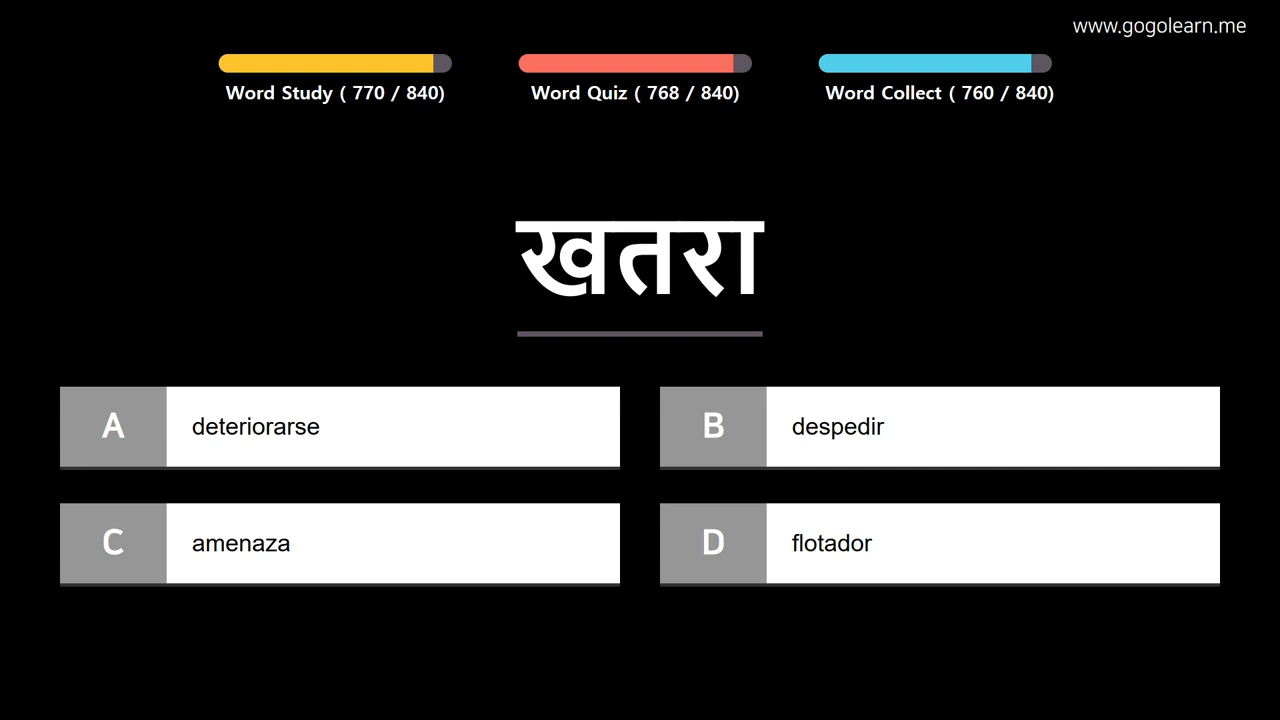 www.gogolearn.me
Word Study ( 770 / 840)
Word Quiz ( 768 / 840)
Word Collect ( 760 / 840)
खतरा
A deteriorarse
B despedir
C amenaza
D flotador